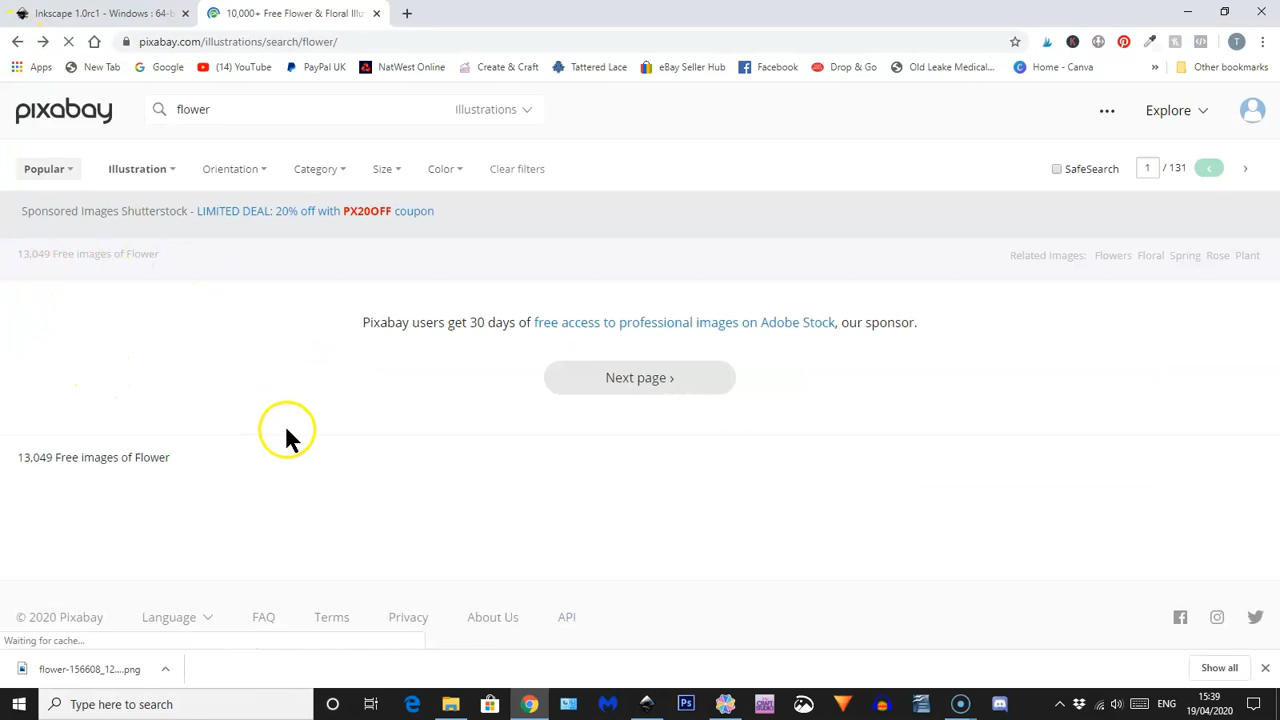 Inkscape 1.0rc1 - Windows : 64-b
10,000+ Free Flower & Floral Illu
pixabay.com/illustrations/search/flower/
Apps
New Tab
Google
(14) YouTube
PayPal UK
NatWest Online
Create & Craft
Tattered Lace
eBay Seller Hub
Facebook
Drop & Go
Old Leake Medical...
Home - Canva
»
Other bookmarks
pixabay
flower
Illustrations
Explore
Popular
Illustration
Orientation
Category
Size
Color
Clear filters
SafeSearch
1 / 131
Sponsored Images Shutterstock - LIMITED DEAL: 20% off with PX20OFF coupon
13,049 Free images of Flower
Related Images: Flowers Floral Spring Rose Plant
Pixabay users get 30 days of free access to professional images on Adobe Stock, our sponsor.
Next page ›
13,049 Free images of Flower
© 2020 Pixabay
Language
FAQ
Terms
Privacy
About Us
API
Waiting for cache...
flower-156608_12....png
Show all
Type here to search
Ps
ENG
15:39
19/04/2020